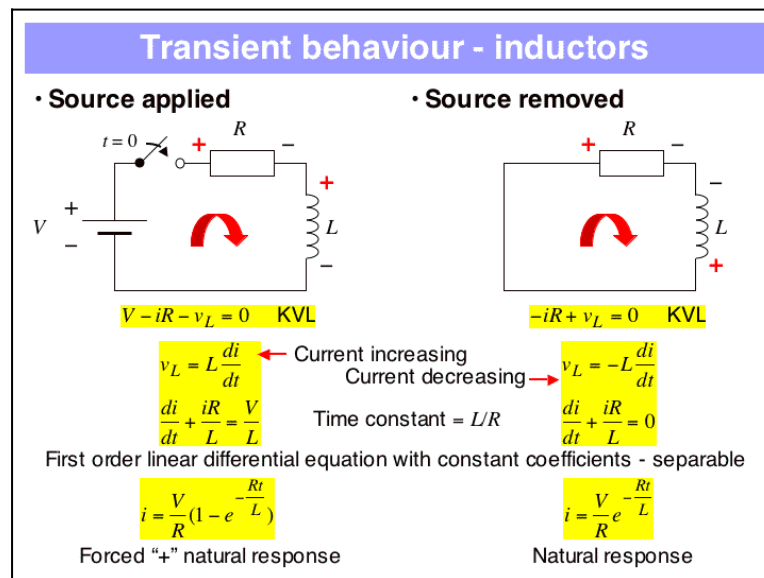 Transient behaviour - inductors
• Source applied
• Source removed
t = 0
+
R
−
+
V
+
−
L
−
+
R
−
−
L
+
V − iR − v_L = 0 KVL
−iR + v_L = 0 KVL
v_L = L di/dt
Current increasing
Current decreasing
v_L = −L di/dt
di/dt + iR/L = V/L
Time constant = L/R
di/dt + iR/L = 0
First order linear differential equation with constant coefficients - separable
i = V/R (1 − e^(−Rt/L))
i = V/R e^(−Rt/L)
Forced “+” natural response
Natural response